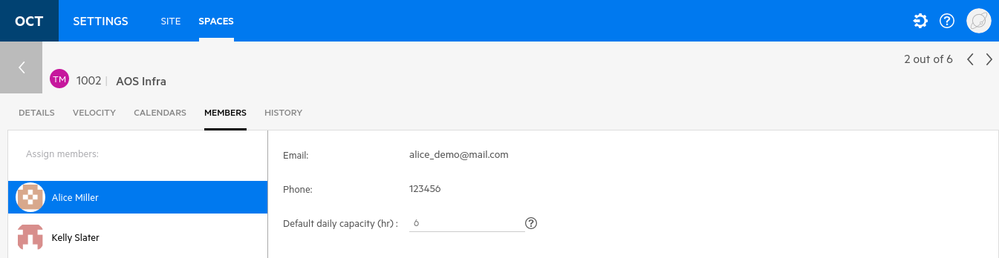 OCT SETTINGS SITE SPACES
2 out of 6
TM 1002 | AOS Infra
DETAILS VELOCITY CALENDARS MEMBERS HISTORY
Assign members:
Alice Miller
Kelly Slater
Email: alice_demo@mail.com
Phone: 123456
Default daily capacity (hr) : 6